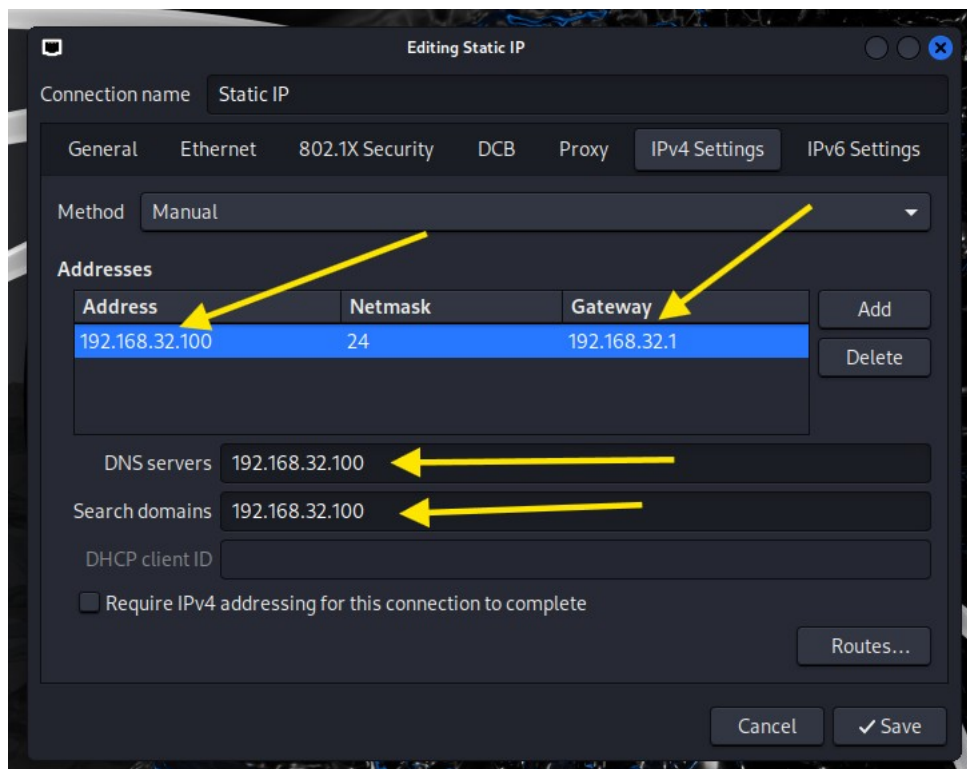 Editing Static IP
Connection name Static IP
General Ethernet 802.1X Security DCB Proxy IPv4 Settings IPv6 Settings
Method Manual
Addresses
Address Netmask Gateway
192.168.32.100 24 192.168.32.1
Add
Delete
DNS servers 192.168.32.100
Search domains 192.168.32.100
DHCP client ID
Require IPv4 addressing for this connection to complete
Routes...
Cancel Save